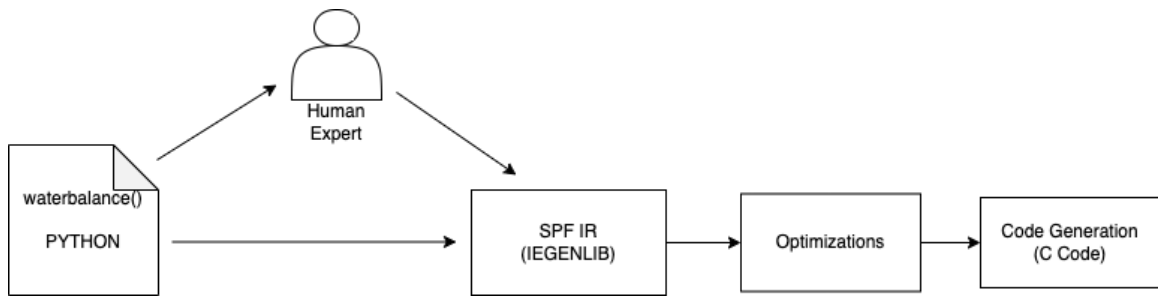 Human
Expert
waterbalance()
PYTHON
SPF IR
(IEGENLIB)
Optimizations
Code Generation
(C Code)